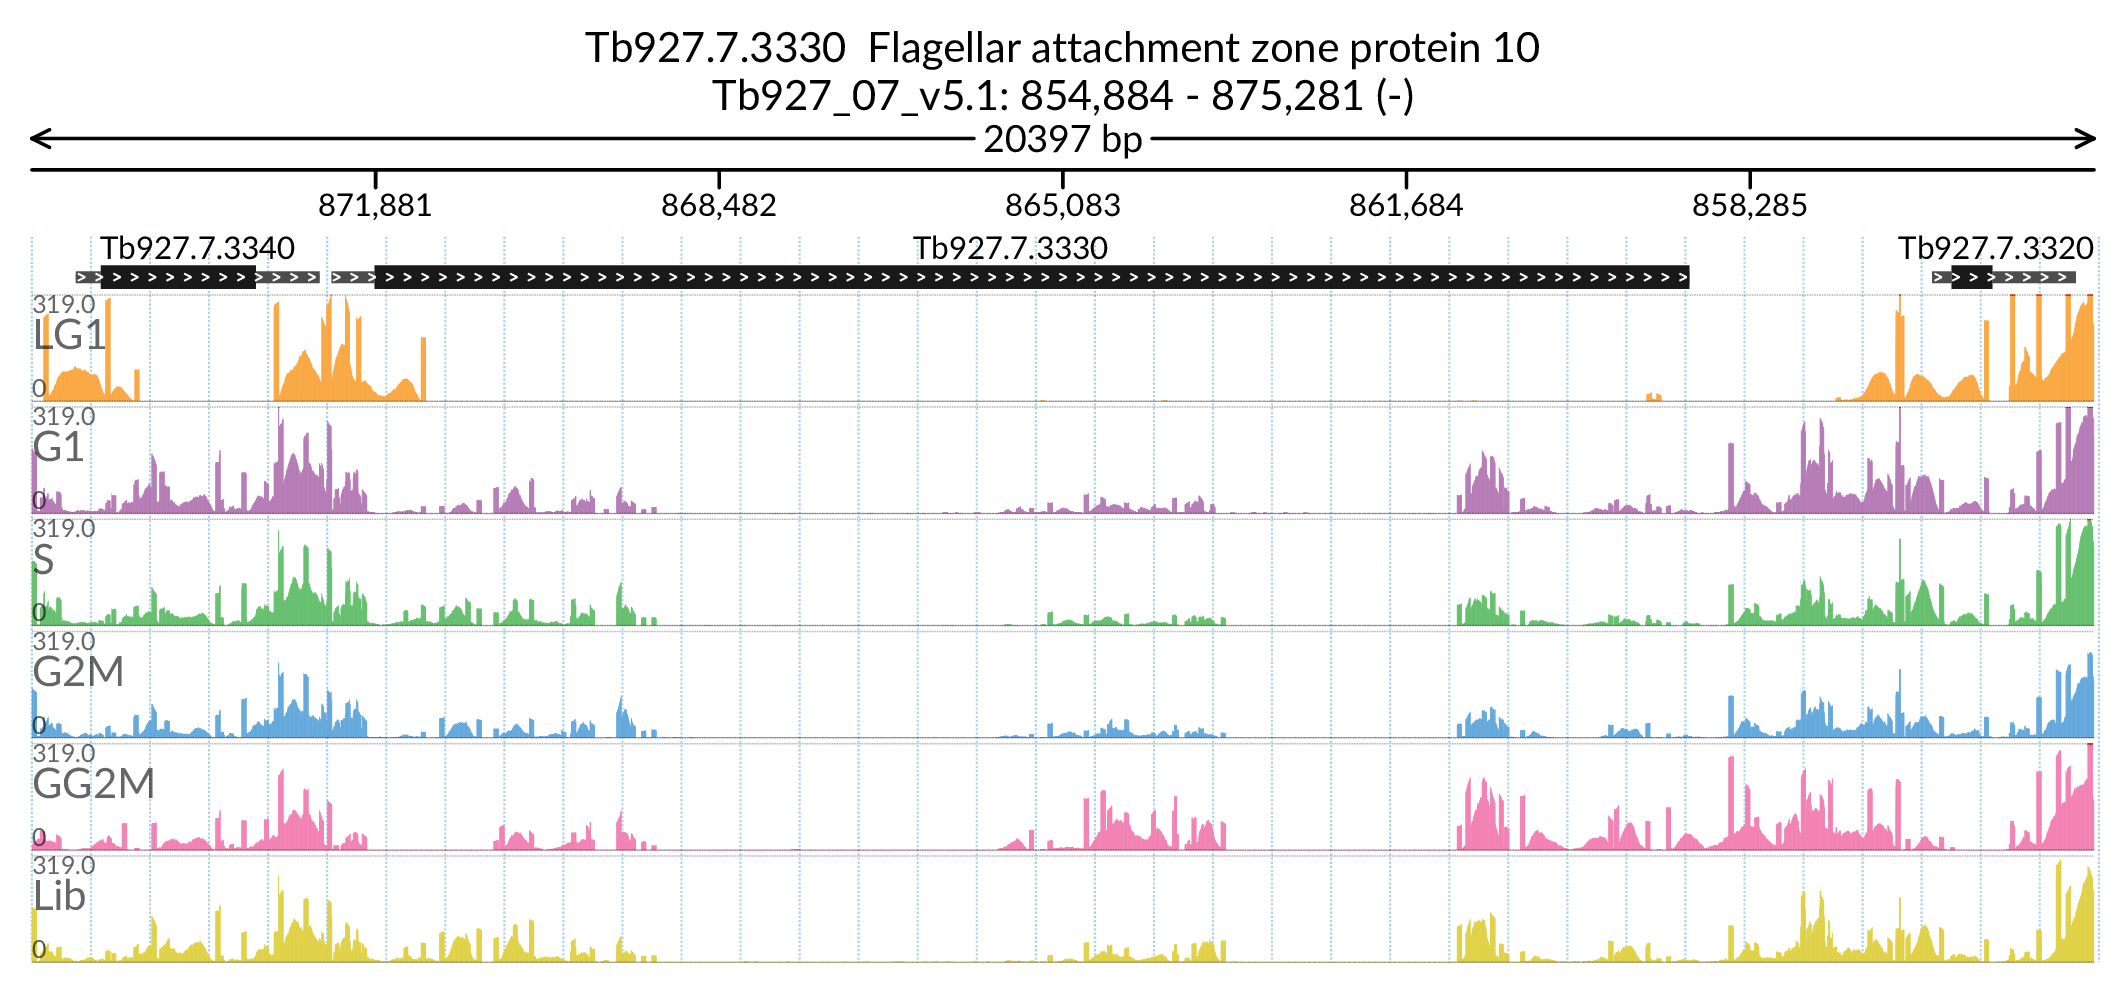 Tb927.7.3330  Flagellar attachment zone protein 10
Tb927_07_v5.1: 854,884 - 875,281 (-)
20397 bp
871,881 868,482 865,083 861,684 858,285
Tb927.7.3340 Tb927.7.3330 Tb927.7.3320
319.0
LG1
0
319.0
G1
0
319.0
S
0
319.0
G2M
0
319.0
GG2M
0
319.0
Lib
0